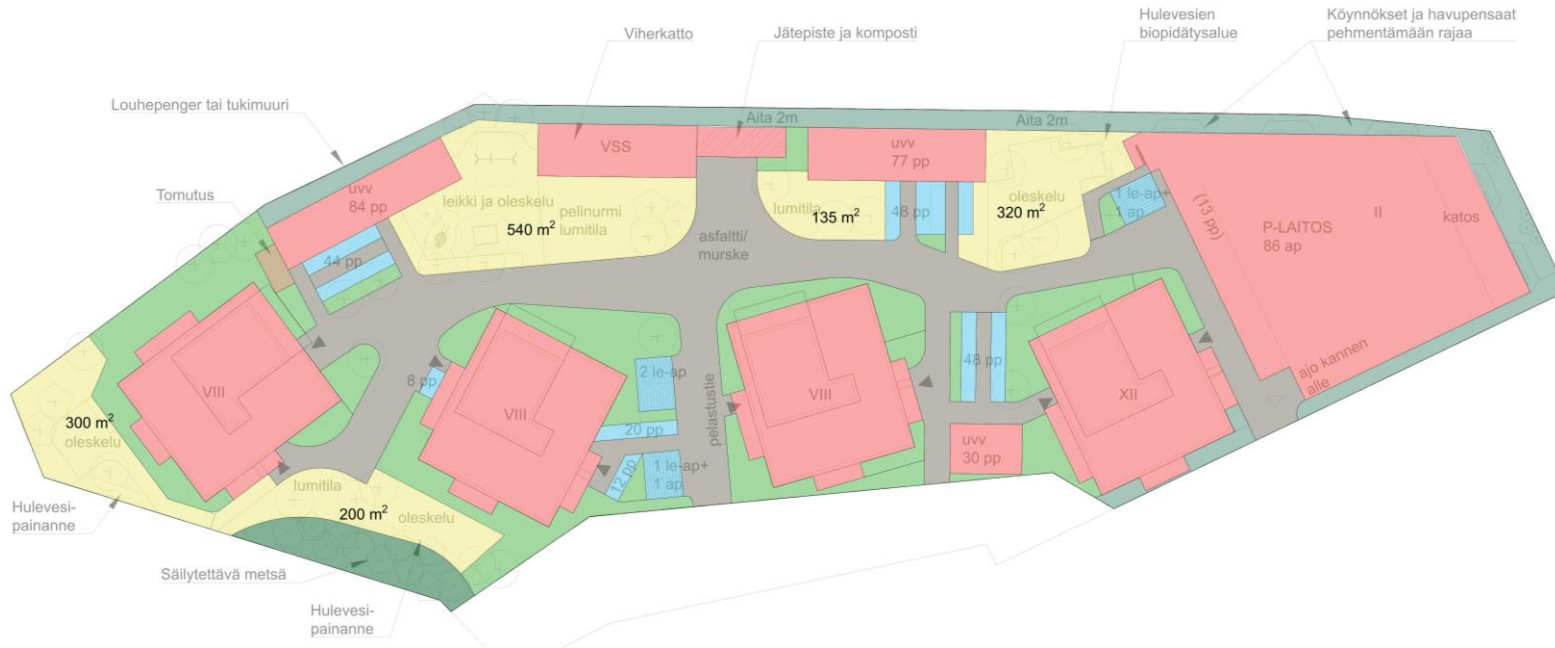 Viherkatto
Jätepiste ja komposti
Hulevesien
biopidätysalue
Köynnökset ja havupensaat
pehmentämään rajaa
Louhepenger tai tukimuuri
Aita 2m
Aita 2m
VSS
uvv
77 pp
uvv
84 pp
Tomutus
leikki ja oleskelu
pelinurmi
lumitila
540 m²
lumitila
135 m²
48 pp
oleskelu
320 m²
1 le-ap+
1 ap
(13 pp)
P-LAITOS
86 ap
II
katos
44 pp
asfaltti/
murske
VIII
8 pp
VIII
2 le-ap
20 pp
12 pp
1 le-ap+
1 ap
pelastustie
VIII
48 pp
uvv
30 pp
XII
ajo kannen
alle
300 m²
oleskelu
lumitila
200 m²
oleskelu
Hulevesi-
painanne
Säilytettävä metsä
Hulevesi-
painanne